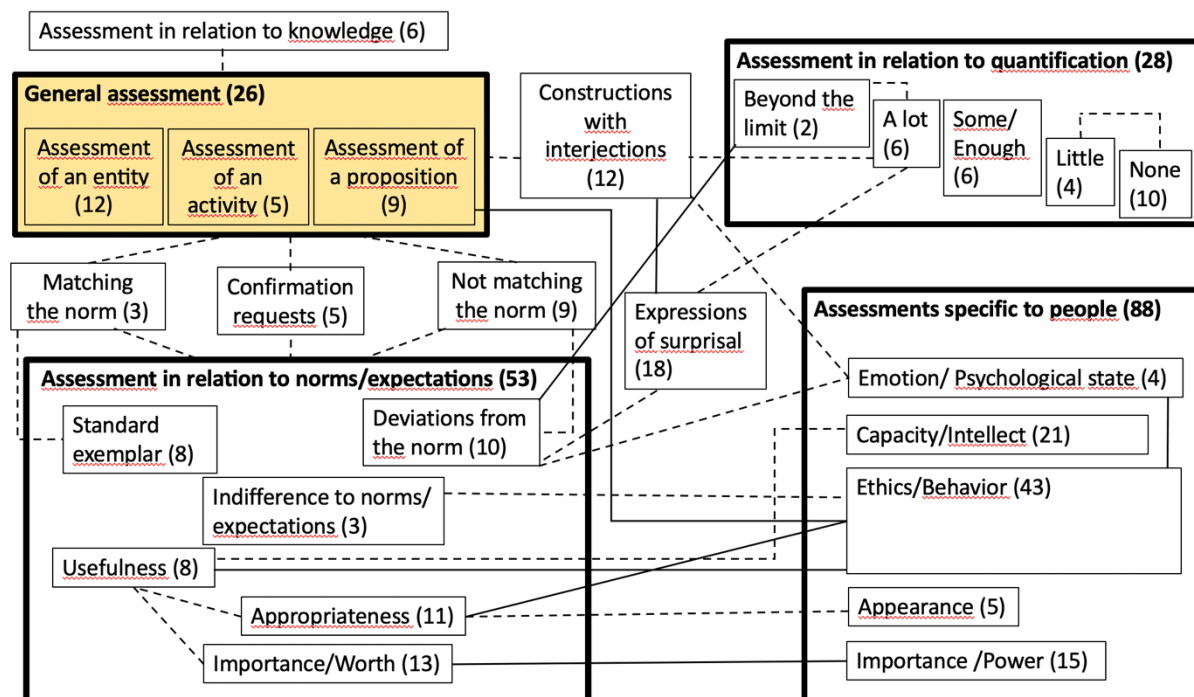 Assessment in relation to knowledge (6)
General assessment (26)
Assessment
of an entity
(12)
Assessment
of an
activity (5)
Assessment of
a proposition
(9)
Constructions
with
interjections
(12)
Assessment in relation to quantification (28)
Beyond the
limit (2)
A lot
(6)
Some/
Enough
(6)
Little
(4)
None
(10)
Matching
the norm (3)
Confirmation
requests (5)
Not matching
the norm (9)
Expressions
of surprisal
(18)
Assessment in relation to norms/expectations (53)
Standard
exemplar (8)
Deviations from
the norm (10)
Indifference to norms/
expectations (3)
Usefulness (8)
Appropriateness (11)
Importance/Worth (13)
Assessments specific to people (88)
Emotion/ Psychological state (4)
Capacity/Intellect (21)
Ethics/Behavior (43)
Appearance (5)
Importance /Power (15)